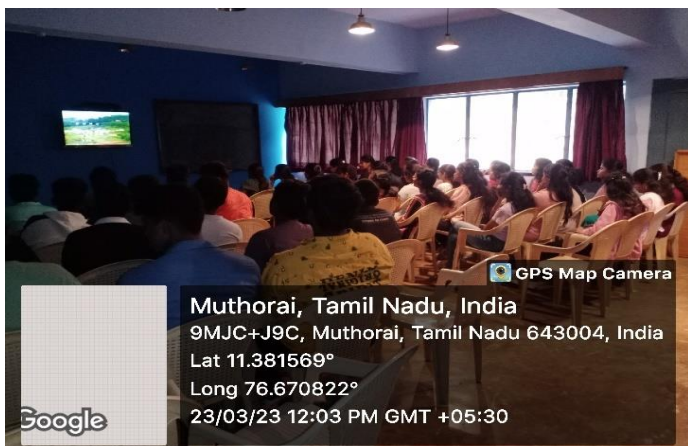 GPS Map Camera
Muthorai, Tamil Nadu, India
9MJC+J9C, Muthorai, Tamil Nadu 643004, India
Lat 11.381569°
Long 76.670822°
23/03/23 12:03 PM GMT +05:30
Google